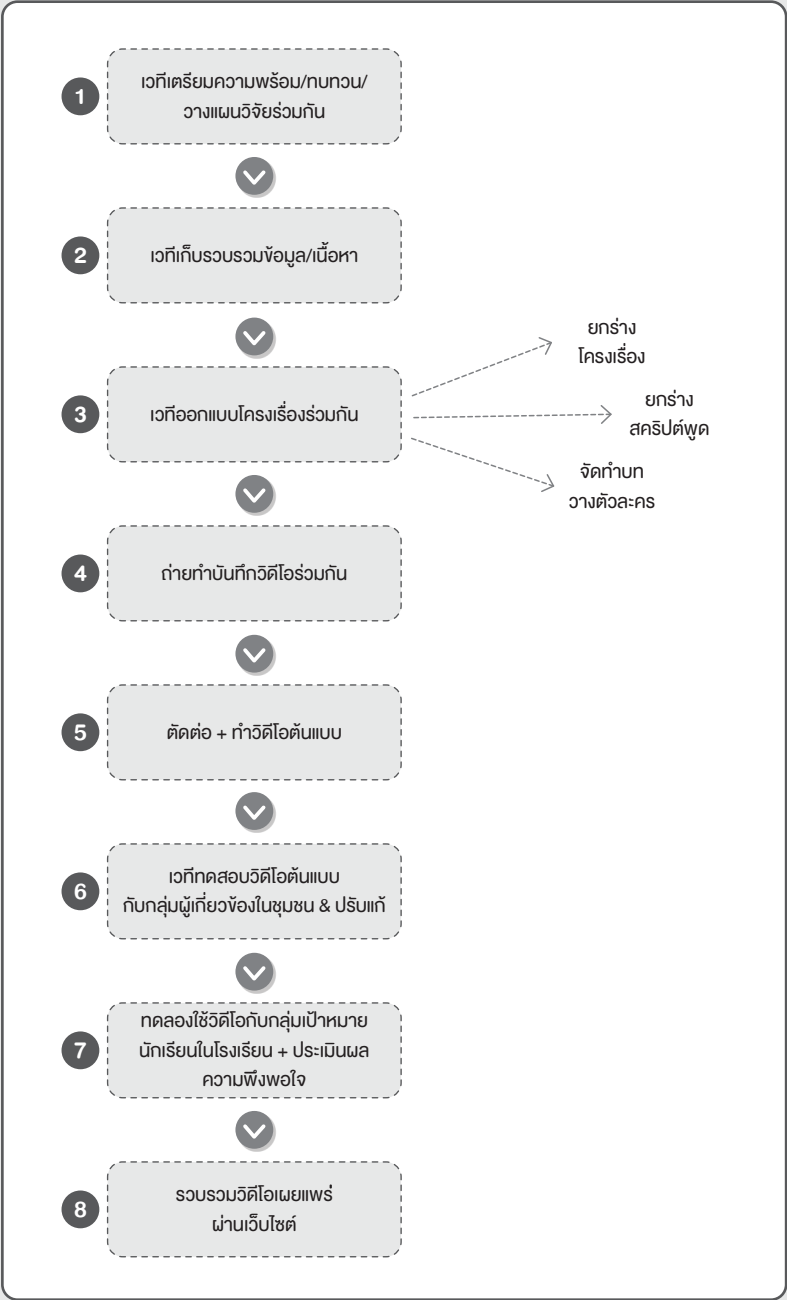 1
เวทีเตรียมความพร้อม/ทบทวน/
วางแผนวิจัยร่วมกัน
2
เวทีเก็บรวบรวมข้อมูล/เนื้อหา
3
เวทีออกแบบโครงเรื่องร่วมกัน
ยกร่าง
โครงเรื่อง
ยกร่าง
สคริปต์พูด
จัดทำบท
วางตัวละคร
4
ถ่ายทำบันทึกวิดีโอร่วมกัน
5
ตัดต่อ + ทำวิดีโอต้นแบบ
6
เวทีทดสอบวิดีโอต้นแบบ
กับกลุ่มผู้เกี่ยวข้องในชุมชน & ปรับแก้
7
ทดลองใช้วิดีโอกับกลุ่มเป้าหมาย
นักเรียนในโรงเรียน + ประเมินผล
ความพึงพอใจ
8
รวบรวมวิดีโอเผยแพร่
ผ่านเว็บไซต์